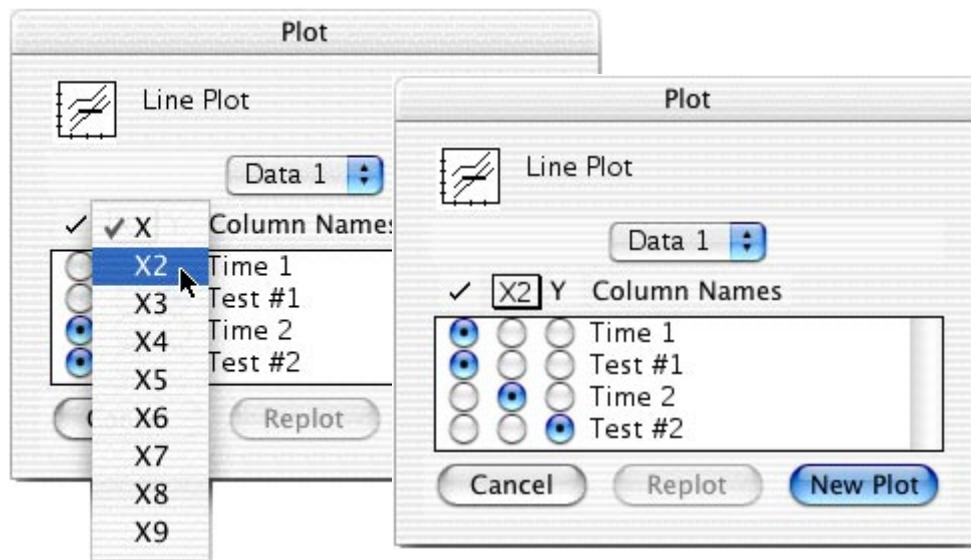 Plot
Line Plot
Data 1
✓ X Column Names
X2 Time 1
X3 Test #1
X4 Time 2
X5 Test #2
X6 Replot
X7
X8
X9
Plot
Line Plot
Data 1
✓ X2 Y Column Names
Time 1
Test #1
Time 2
Test #2
Cancel Replot New Plot